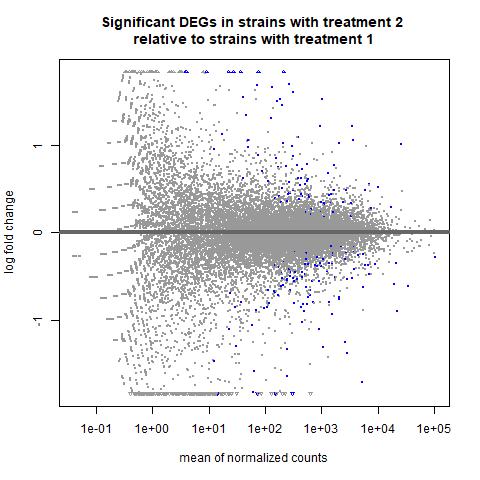 Significant DEGs in strains with treatment 2
relative to strains with treatment 1
log fold change
1
0
-1
1e-01 1e+00 1e+01 1e+02 1e+03 1e+04 1e+05
mean of normalized counts